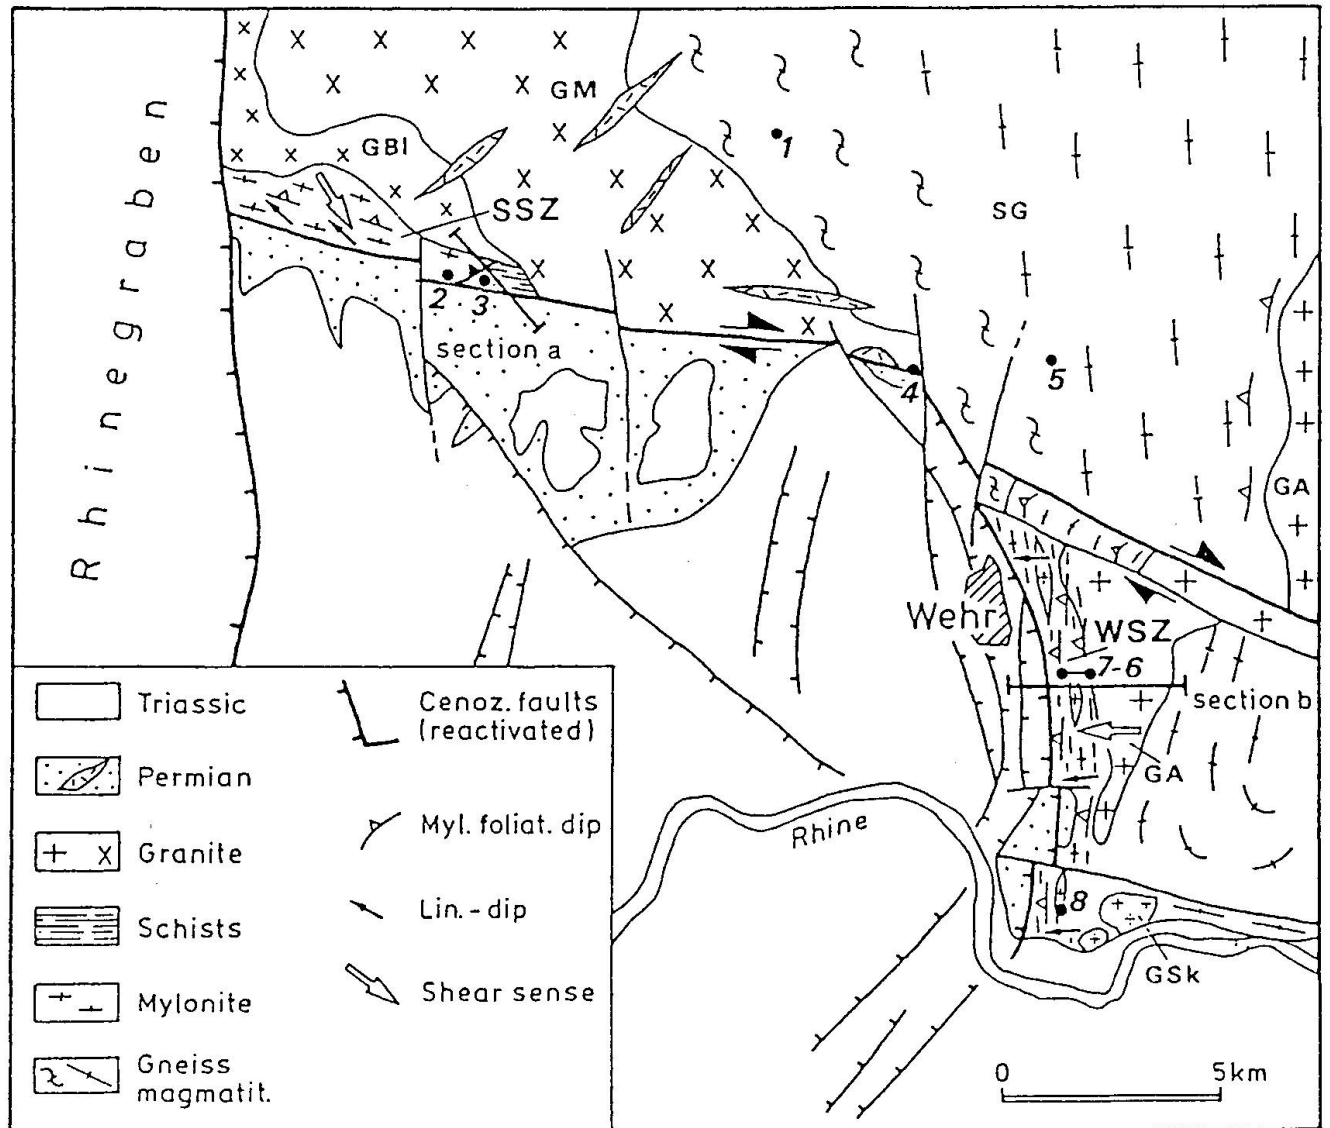 Rhinegraben
GM
GBl
1
SSZ
SG
2
3
section a
4
5
GA
Wehr
WSZ
7-6
section b
GA
Rhine
8
GSk
0 5km
Triassic
Permian
Granite
Schists
Mylonite
Gneiss
magmatit.
Cenoz. faults
(reactivated)
Myl. foliat. dip
Lin.-dip
Shear sense